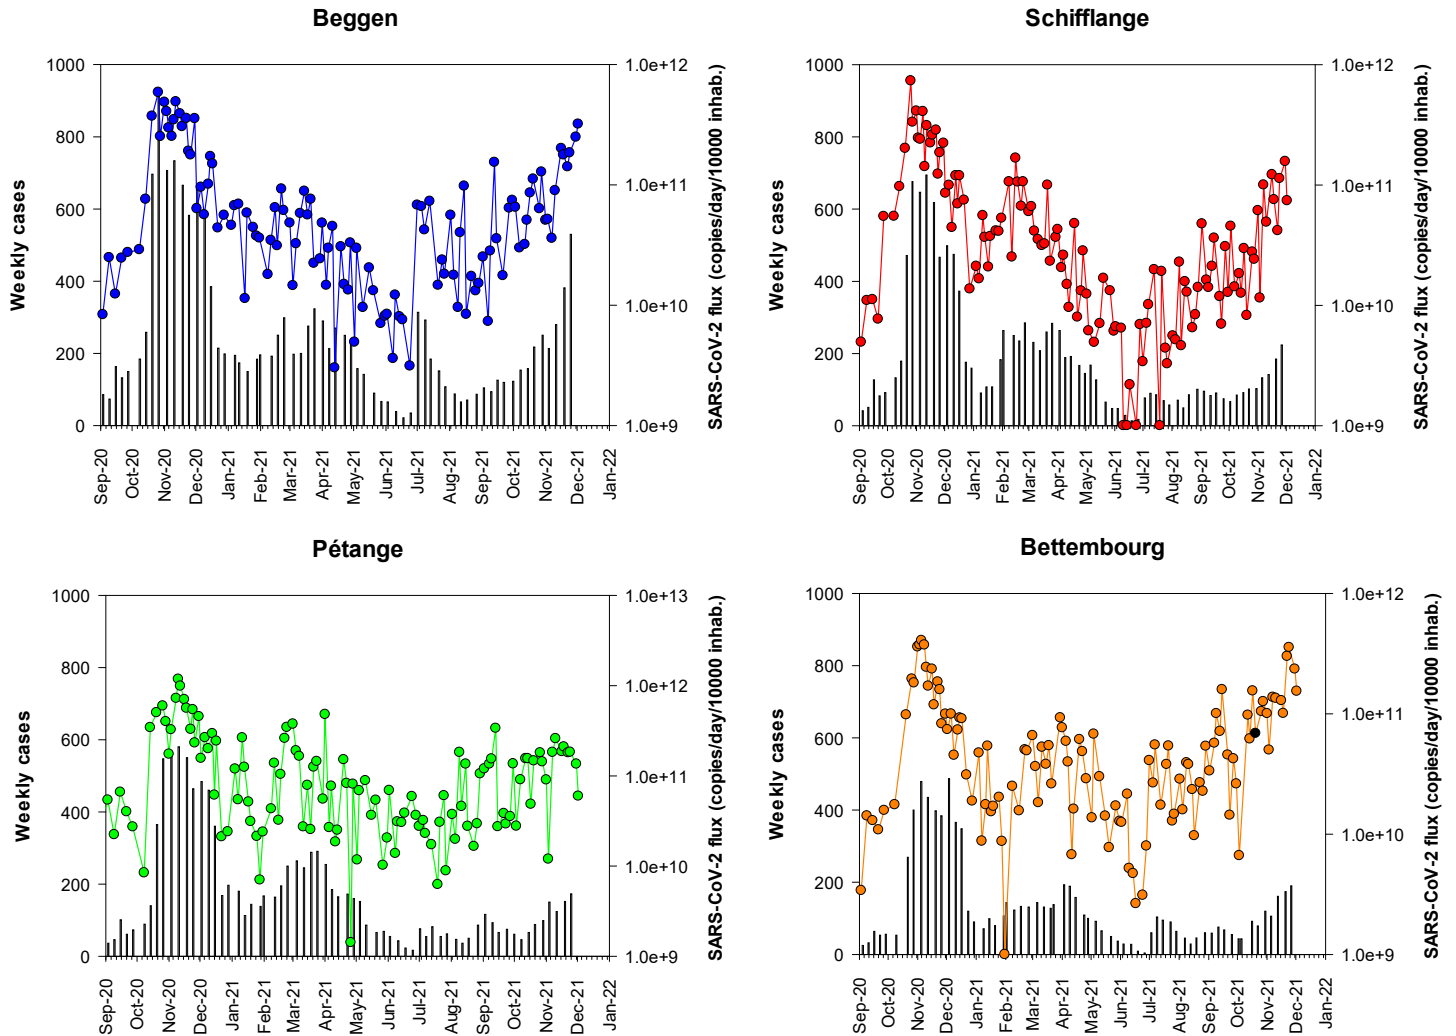 Beggen
Weekly cases
1000
800
600
400
200
0
1.0e+12
1.0e+11
1.0e+10
1.0e+9
SARS-CoV-2 flux (copies/day/10000 inhab.)
Sep-20
Oct-20
Nov-20
Dec-20
Jan-21
Feb-21
Mar-21
Apr-21
May-21
Jun-21
Jul-21
Aug-21
Sep-21
Oct-21
Nov-21
Dec-21
Jan-22
Schifflange
Weekly cases
1000
800
600
400
200
0
1.0e+12
1.0e+11
1.0e+10
1.0e+9
SARS-CoV-2 flux (copies/day/10000 inhab.)
Sep-20
Oct-20
Nov-20
Dec-20
Jan-21
Feb-21
Mar-21
Apr-21
May-21
Jun-21
Jul-21
Aug-21
Sep-21
Oct-21
Nov-21
Dec-21
Jan-22
Pétange
Weekly cases
1000
800
600
400
200
0
1.0e+13
1.0e+12
1.0e+11
1.0e+10
1.0e+9
SARS-CoV-2 flux (copies/day/10000 inhab.)
Sep-20
Oct-20
Nov-20
Dec-20
Jan-21
Feb-21
Mar-21
Apr-21
May-21
Jun-21
Jul-21
Aug-21
Sep-21
Oct-21
Nov-21
Dec-21
Jan-22
Bettembourg
Weekly cases
1000
800
600
400
200
0
1.0e+12
1.0e+11
1.0e+10
1.0e+9
SARS-CoV-2 flux (copies/day/10000 inhab.)
Sep-20
Oct-20
Nov-20
Dec-20
Jan-21
Feb-21
Mar-21
Apr-21
May-21
Jun-21
Jul-21
Aug-21
Sep-21
Oct-21
Nov-21
Dec-21
Jan-22